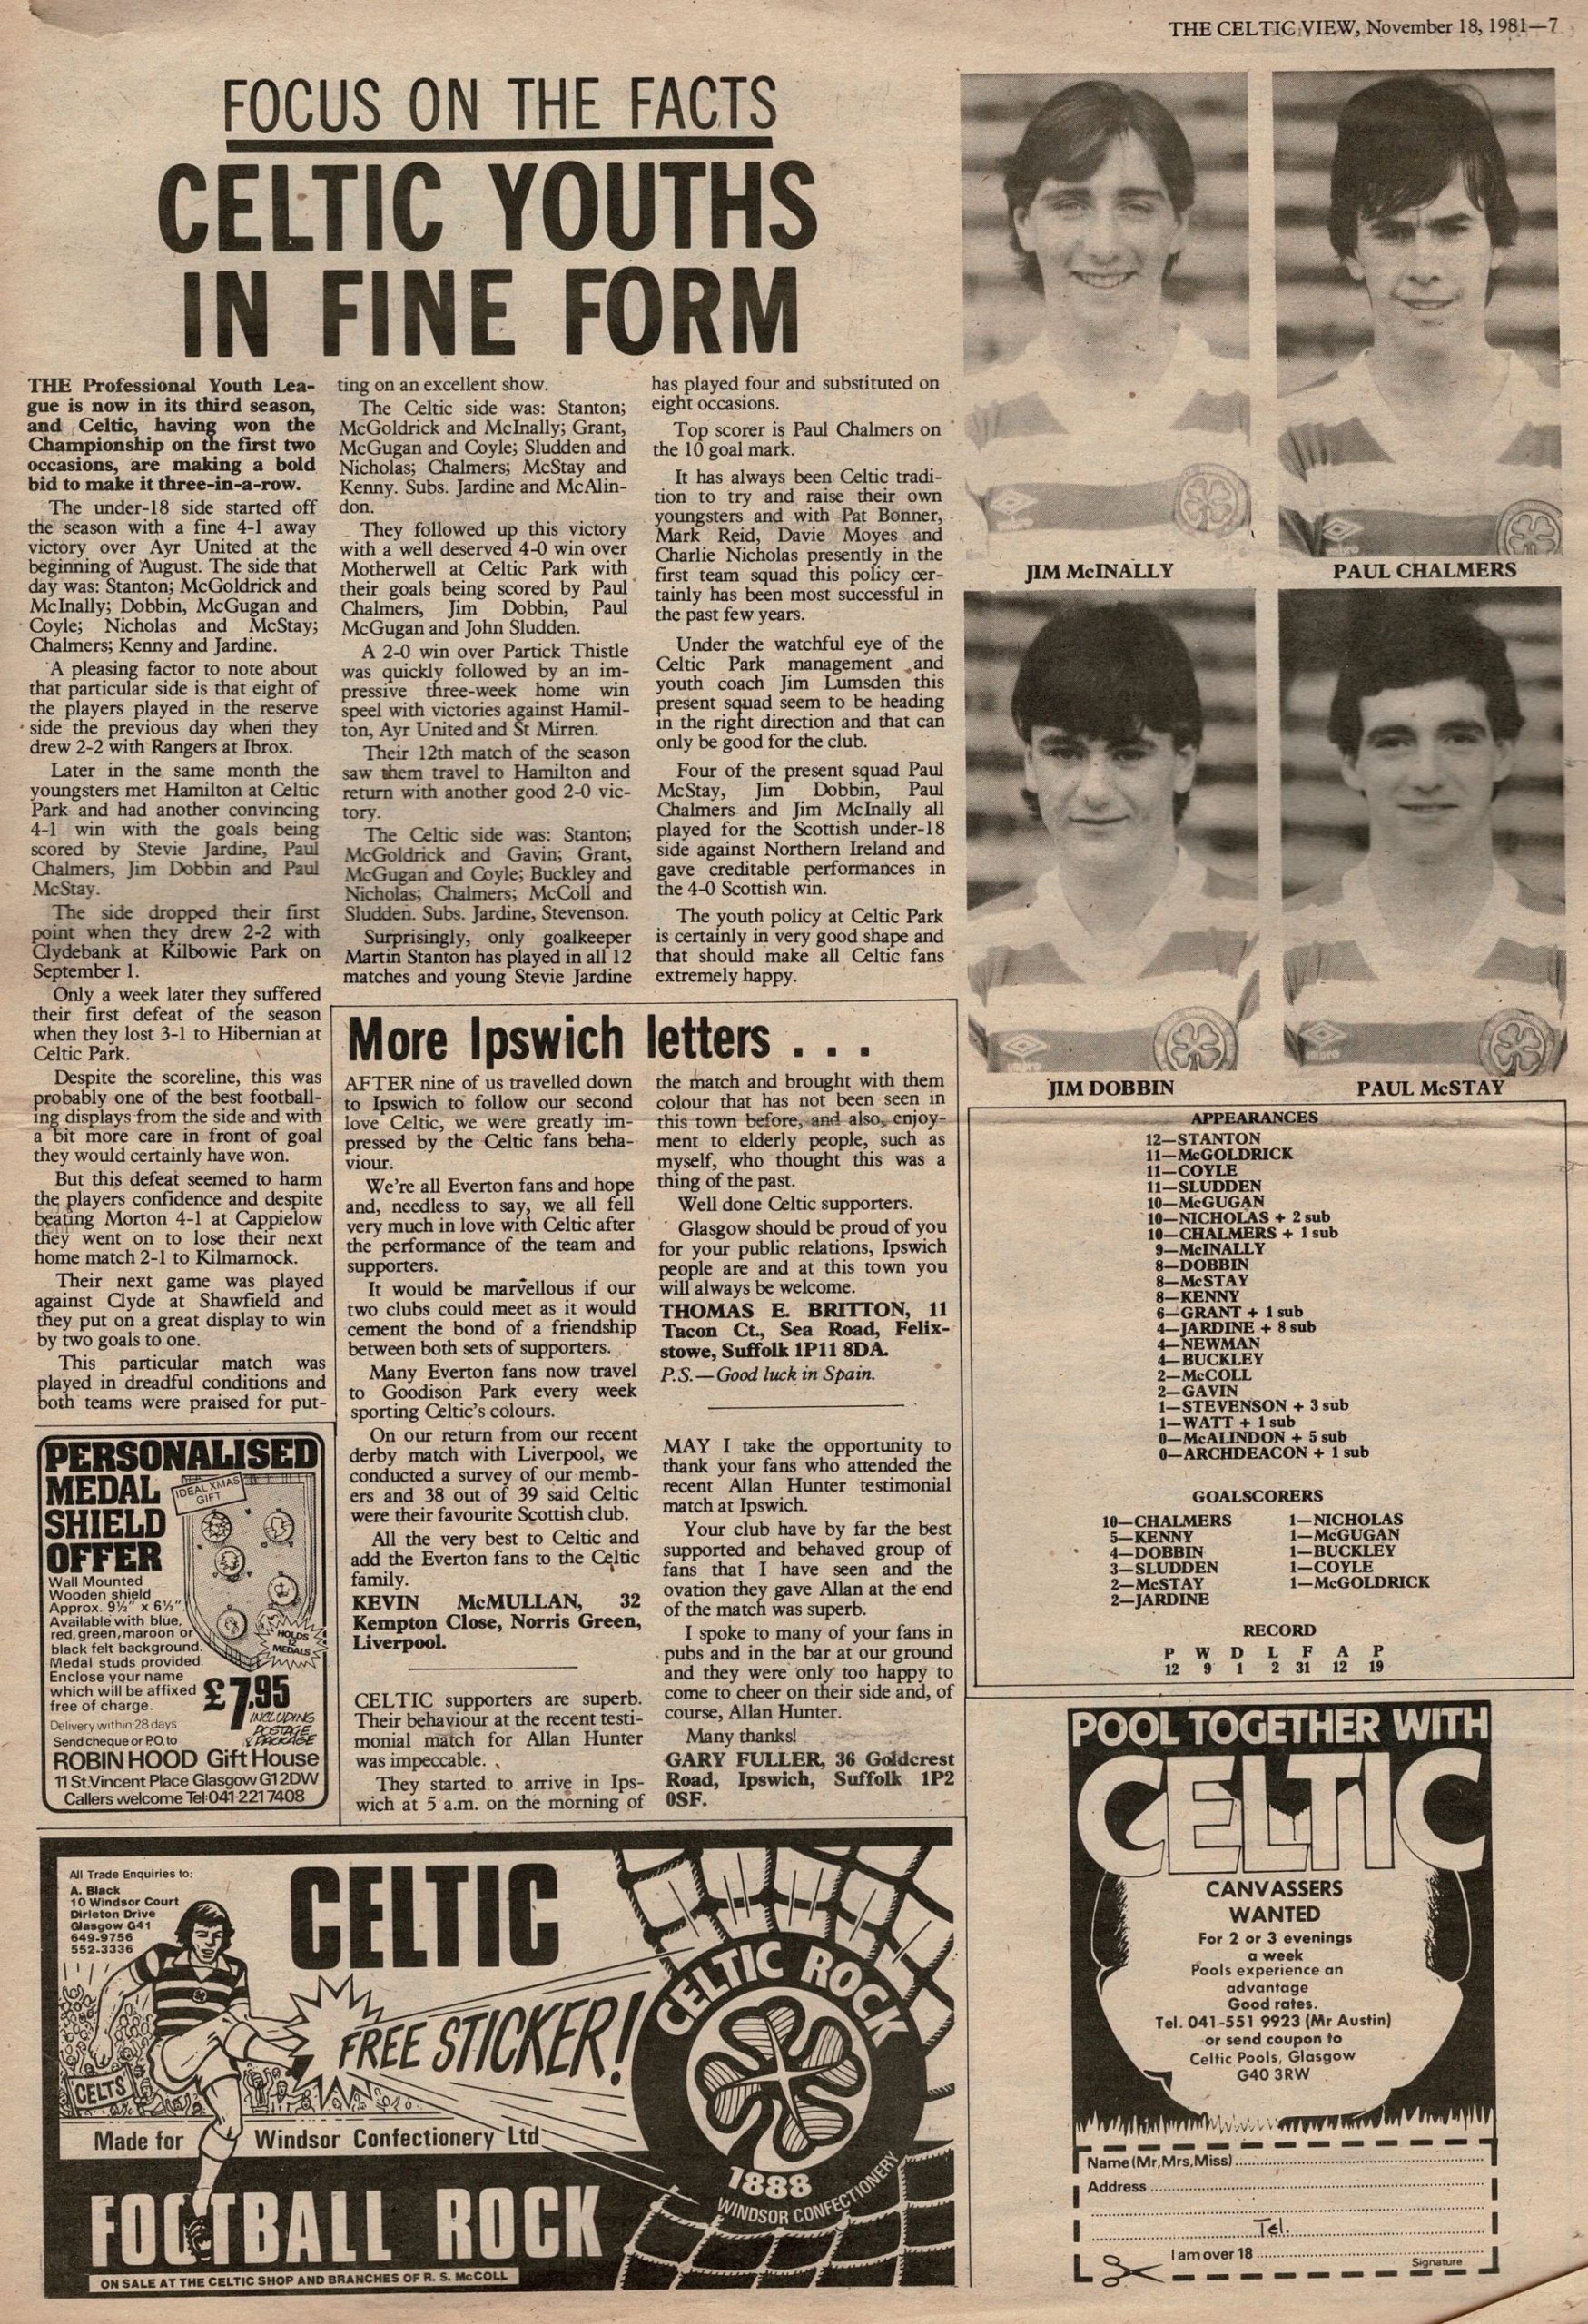 THE CELTIC VIEW, November 18, 1981—7
FOCUS ON THE FACTS
CELTIC YOUTHS
IN FINE FORM
THE Professional Youth Lea-
gue is now in its third season,
and Celtic, having won the
Championship on the first two
occasions, are making a bold
bid to make it three-in-a-row.
The under-18 side started off
the season with a fine 4-1 away
victory over Ayr United at the
beginning of August. The side that
day was: Stanton; McGoldrick and
McInally; Dobbin, McGugan and
Coyle; Nicholas and McStay;
Chalmers; Kenny and Jardine.
A pleasing factor to note about
that particular side is that eight of
the players played in the reserve
side the previous day when they
drew 2-2 with Rangers at Ibrox.
Later in the same month the
youngsters met Hamilton at Celtic
Park and had another convincing
4-1 win with the goals being
scored by Stevie Jardine, Paul
Chalmers, Jim Dobbin and Paul
McStay.
The side dropped their first
point when they drew 2-2 with
Clydebank at Kilbowie Park on
September 1.
Only a week later they suffered
their first defeat of the season
when they lost 3-1 to Hibernian at
Celtic Park.
Despite the scoreline, this was
probably one of the best football-
ing displays from the side and with
a bit more care in front of goal
they would certainly have won.
But this defeat seemed to harm
the players confidence and despite
beating Morton 4-1 at Cappielow
they went on to lose their next
home match 2-1 to Kilmarnock.
Their next game was played
against Clyde at Shawfield and
they put on a great display to win
by two goals to one.
This particular match was
played in dreadful conditions and
both teams were praised for put-
ting on an excellent show.
The Celtic side was: Stanton;
McGoldrick and McInally; Grant,
McGugan and Coyle; Sludden and
Nicholas; Chalmers; McStay and
Kenny. Subs. Jardine and McAlin-
don.
They followed up this victory
with a well deserved 4-0 win over
Motherwell at Celtic Park with
their goals being scored by Paul
Chalmers, Jim Dobbin, Paul
McGugan and John Sludden.
A 2-0 win over Partick Thistle
was quickly followed by an im-
pressive three-week home win
speel with victories against Hamil-
ton, Ayr United and St Mirren.
Their 12th match of the season
saw them travel to Hamilton and
return with another good 2-0 vic-
tory.
The Celtic side was: Stanton;
McGoldrick and Gavin; Grant,
McGugan and Coyle; Buckley and
Nicholas; Chalmers; McColl and
Sludden. Subs. Jardine, Stevenson.
Surprisingly, only goalkeeper
Martin Stanton has played in all 12
matches and young Stevie Jardine
has played four and substituted on
eight occasions.
Top scorer is Paul Chalmers on
the 10 goal mark.
It has always been Celtic tradi-
tion to try and raise their own
youngsters and with Pat Bonner,
Mark Reid, Davie Moyes and
Charlie Nicholas presently in the
first team squad this policy cer-
tainly has been most successful in
the past few years.
Under the watchful eye of the
Celtic Park management and
youth coach Jim Lumsden this
present squad seem to be heading
in the right direction and that can
only be good for the club.
Four of the present squad Paul
McStay, Jim Dobbin, Paul
Chalmers and Jim McInally all
played for the Scottish under-18
side against Northern Ireland and
gave creditable performances in
the 4-0 Scottish win.
The youth policy at Celtic Park
is certainly in very good shape and
that should make all Celtic fans
extremely happy.
JIM McINALLY
PAUL CHALMERS
JIM DOBBIN
PAUL McSTAY
More Ipswich letters . . .
AFTER nine of us travelled down
to Ipswich to follow our second
love Celtic, we were greatly im-
pressed by the Celtic fans beha-
viour.
We're all Everton fans and hope
and, needless to say, we all fell
very much in love with Celtic after
the performance of the team and
supporters.
It would be marvellous if our
two clubs could meet as it would
cement the bond of a friendship
between both sets of supporters.
Many Everton fans now travel
to Goodison Park every week
sporting Celtic's colours.
On our return from our recent
derby match with Liverpool, we
conducted a survey of our memb-
ers and 38 out of 39 said Celtic
were their favourite Scottish club.
All the very best to Celtic and
add the Everton fans to the Celtic
family.
KEVIN McMULLAN, 32
Kempton Close, Norris Green,
Liverpool.
CELTIC supporters are superb.
Their behaviour at the recent testi-
monial match for Allan Hunter
was impeccable.
They started to arrive in Ips-
wich at 5 a.m. on the morning of
the match and brought with them
colour that has not been seen in
this town before, and also, enjoy-
ment to elderly people, such as
myself, who thought this was a
thing of the past.
Well done Celtic supporters.
Glasgow should be proud of you
for your public relations, Ipswich
people are and at this town you
will always be welcome.
THOMAS E. BRITTON, 11
Tacon Ct., Sea Road, Felix-
stowe, Suffolk 1P11 8DA.
P.S.—Good luck in Spain.
MAY I take the opportunity to
thank your fans who attended the
recent Allan Hunter testimonial
match at Ipswich.
Your club have by far the best
supported and behaved group of
fans that I have seen and the
ovation they gave Allan at the end
of the match was superb.
I spoke to many of your fans in
pubs and in the bar at our ground
and they were only too happy to
come to cheer on their side and, of
course, Allan Hunter.
Many thanks!
GARY FULLER, 36 Goldcrest
Road, Ipswich, Suffolk 1P2
0SF.
APPEARANCES
12—STANTON
11—McGOLDRICK
11—COYLE
11—SLUDDEN
10—McGUGAN
10—NICHOLAS + 2 sub
10—CHALMERS + 1 sub
9—McINALLY
8—DOBBIN
8—McSTAY
8—KENNY
6—GRANT + 1 sub
4—JARDINE + 8 sub
4—NEWMAN
4—BUCKLEY
2—McCOLL
2—GAVIN
1—STEVENSON + 3 sub
1—WATT + 1 sub
0—McALINDON + 5 sub
0—ARCHDEACON + 1 sub
GOALSCORERS
10—CHALMERS 1—NICHOLAS
5—KENNY 1—McGUGAN
4—DOBBIN 1—BUCKLEY
3—SLUDDEN 1—COYLE
2—McSTAY 1—McGOLDRICK
2—JARDINE
RECORD
P W D L F A P
12 9 1 2 31 12 19
PERSONALISED
MEDAL
SHIELD
OFFER
IDEAL XMAS
GIFT
Wall Mounted
Wooden shield
Approx. 9½" x 6½"
Available with blue,
red, green, maroon or
black felt background.
Medal studs provided.
Enclose your name
which will be affixed
free of charge.
HOLDS
12
MEDALS
£7.95
INCLUDING
POSTAGE
& PACKAGE
Delivery within 28 days
Send cheque or P.O. to
ROBIN HOOD Gift House
11 St. Vincent Place Glasgow G1 2DW
Callers welcome Tel: 041-221 7408
All Trade Enquiries to:
A. Black
10 Windsor Court
Dirleton Drive
Glasgow G41
649-9756
552-3336
CELTIC
FREE STICKER!
CELTS
CELTIC ROCK
1888
WINDSOR CONFECTIONERY
Made for Windsor Confectionery Ltd
FOOTBALL ROCK
ON SALE AT THE CELTIC SHOP AND BRANCHES OF R. S. McCOLL
POOL TOGETHER WITH
CELTIC
CANVASSERS
WANTED
For 2 or 3 evenings
a week
Pools experience an
advantage
Good rates.
Tel. 041-551 9923 (Mr Austin)
or send coupon to
Celtic Pools, Glasgow
G40 3RW
Name (Mr, Mrs, Miss)
Address
Tel.
I am over 18
Signature